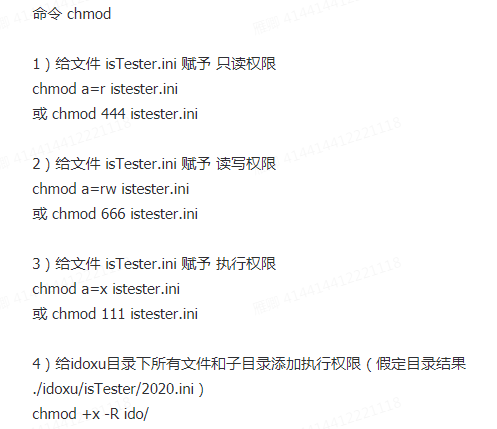 命令 chmod
1）给文件 isTester.ini 赋予 只读权限
chmod a=r istester.ini
或 chmod 444 istester.ini
2）给文件 isTester.ini 赋予 读写权限
chmod a=rw istester.ini
或 chmod 666 istester.ini
3）给文件 isTester.ini 赋予 执行权限
chmod a=x istester.ini
或 chmod 111 istester.ini
4）给idoxu目录下所有文件和子目录添加执行权限（假定目录结果
./idoxu/isTester/2020.ini）
chmod +x -R ido/